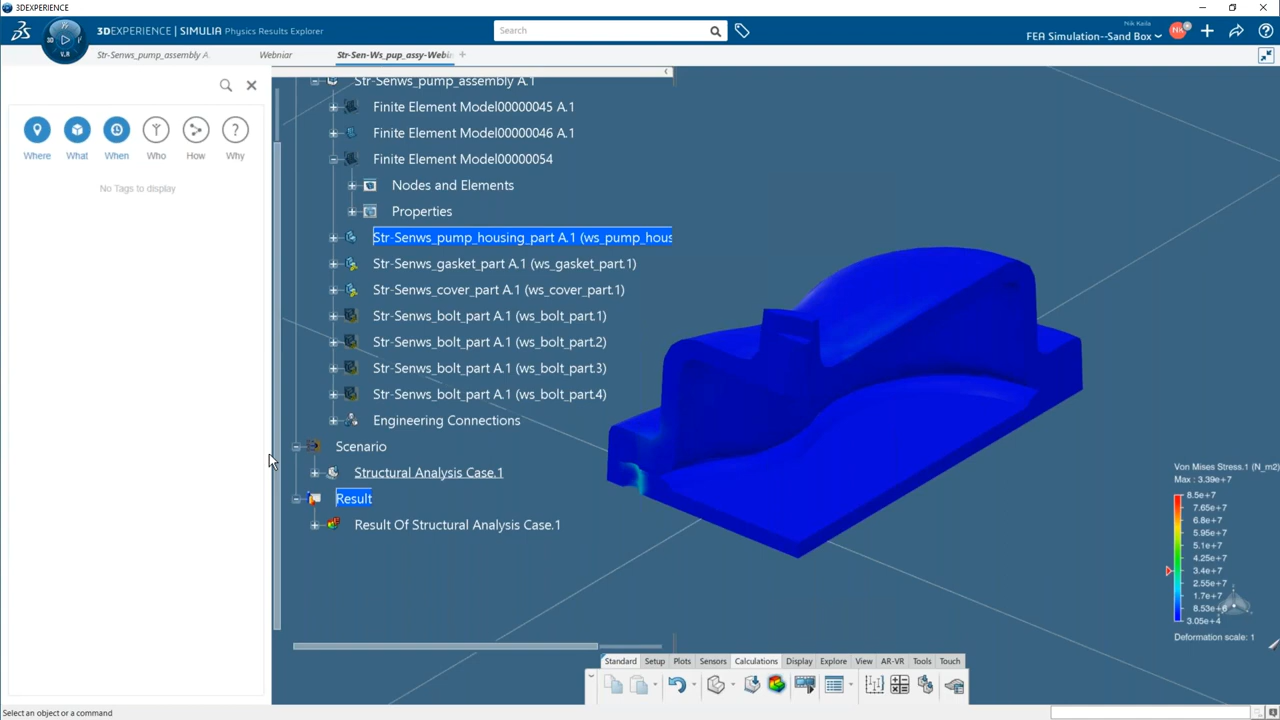 3DEXPERIENCE
V.R
3DEXPERIENCE | SIMULIA Physics Results Explorer
Search
Nik Kaila
NK
FEA Simulation--Sand Box
Str-Senws_pump_assembly A
Webniar
Str-Sen-Ws_pup_assy-Webi
Where
What
When
Who
How
Why
No Tags to display
Str-Senws_pump_assembly A.1
Finite Element Model00000045 A.1
Finite Element Model00000046 A.1
Finite Element Model00000054
Nodes and Elements
Properties
Str-Senws_pump_housing_part A.1 (ws_pump_hous
Str-Senws_gasket_part A.1 (ws_gasket_part.1)
Str-Senws_cover_part A.1 (ws_cover_part.1)
Str-Senws_bolt_part A.1 (ws_bolt_part.1)
Str-Senws_bolt_part A.1 (ws_bolt_part.2)
Str-Senws_bolt_part A.1 (ws_bolt_part.3)
Str-Senws_bolt_part A.1 (ws_bolt_part.4)
Engineering Connections
Scenario
Structural Analysis Case.1
Result
Result Of Structural Analysis Case.1
Von Mises Stress.1 (N_m2)
Max : 3.39e+7
8.5e+7
7.65e+7
6.8e+7
5.95e+7
5.1e+7
4.25e+7
3.4e+7
2.55e+7
1.7e+7
8.53e+6
3.05e+4
Deformation scale: 1
Standard Setup Plots Sensors Calculations Display Explore View AR-VR Tools Touch
Select an object or a command